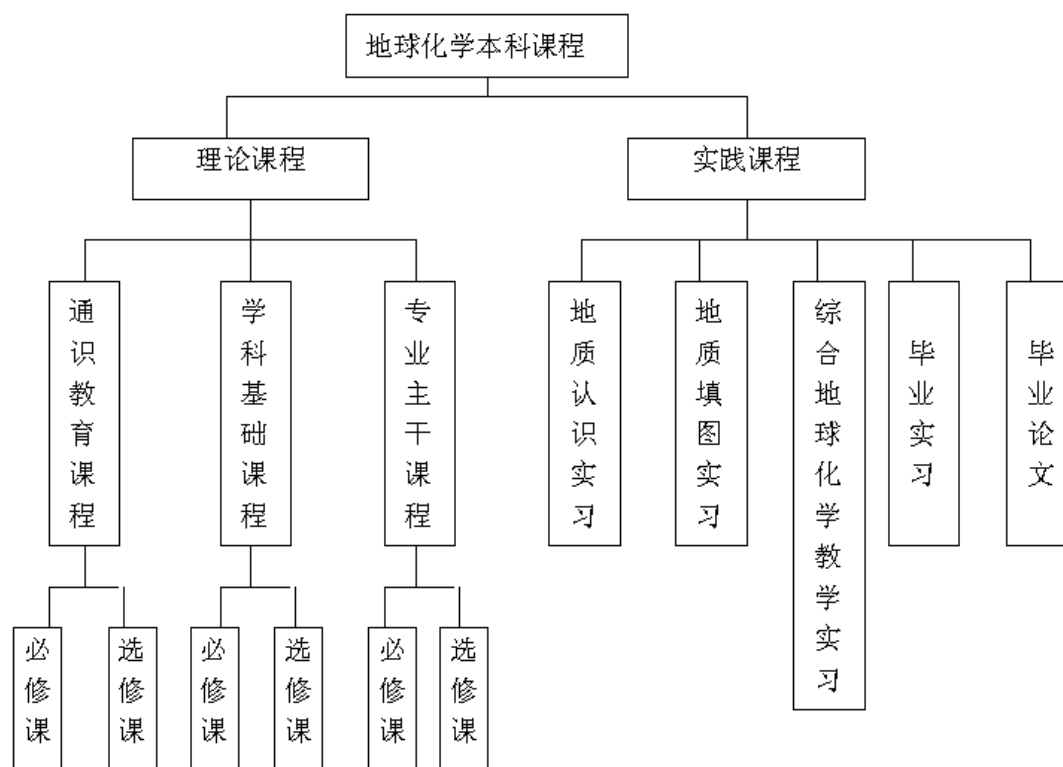 地球化学本科课程
理论课程
实践课程
通识教育课程
学科基础课程
专业主干课程
地质认识实习
地质填图实习
综合地球化学教学实习
毕业实习
毕业论文
必修课
选修课
必修课
选修课
必修课
选修课